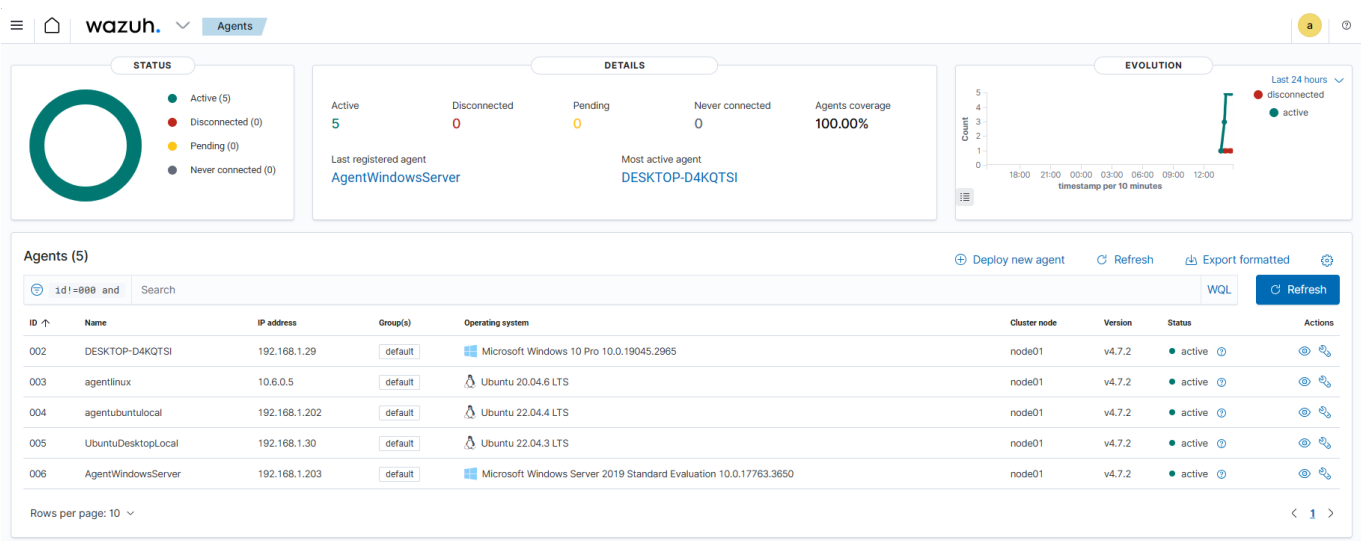 wazuh. Agents a
STATUS
Active (5)
Disconnected (0)
Pending (0)
Never connected (0)
DETAILS
Active Disconnected Pending Never connected Agents coverage
5 0 0 0 100.00%
Last registered agent Most active agent
AgentWindowsServer DESKTOP-D4KQTSI
EVOLUTION
Last 24 hours
disconnected
active
Count
5
4
3
2
1
0
18:00 21:00 00:00 03:00 06:00 09:00 12:00
timestamp per 10 minutes
Agents (5) Deploy new agent Refresh Export formatted
id!=000 and Search WQL Refresh
ID Name IP address Group(s) Operating system Cluster node Version Status Actions
002 DESKTOP-D4KQTSI 192.168.1.29 default Microsoft Windows 10 Pro 10.0.19045.2965 node01 v4.7.2 active
003 agentlinux 10.6.0.5 default Ubuntu 20.04.6 LTS node01 v4.7.2 active
004 agentubuntulocal 192.168.1.202 default Ubuntu 22.04.4 LTS node01 v4.7.2 active
005 UbuntuDesktopLocal 192.168.1.30 default Ubuntu 22.04.3 LTS node01 v4.7.2 active
006 AgentWindowsServer 192.168.1.203 default Microsoft Windows Server 2019 Standard Evaluation 10.0.17763.3650 node01 v4.7.2 active
Rows per page: 10 < 1 >